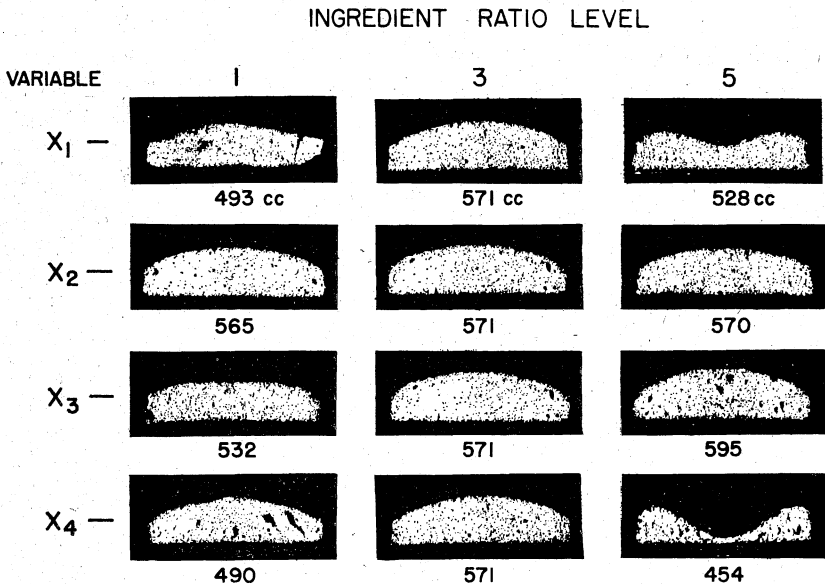 INGREDIENT RATIO LEVEL
VARIABLE 1 3 5
X1 —
493 cc 571 cc 528 cc
X2 —
565 571 570
X3 —
532 571 595
X4 —
490 571 454